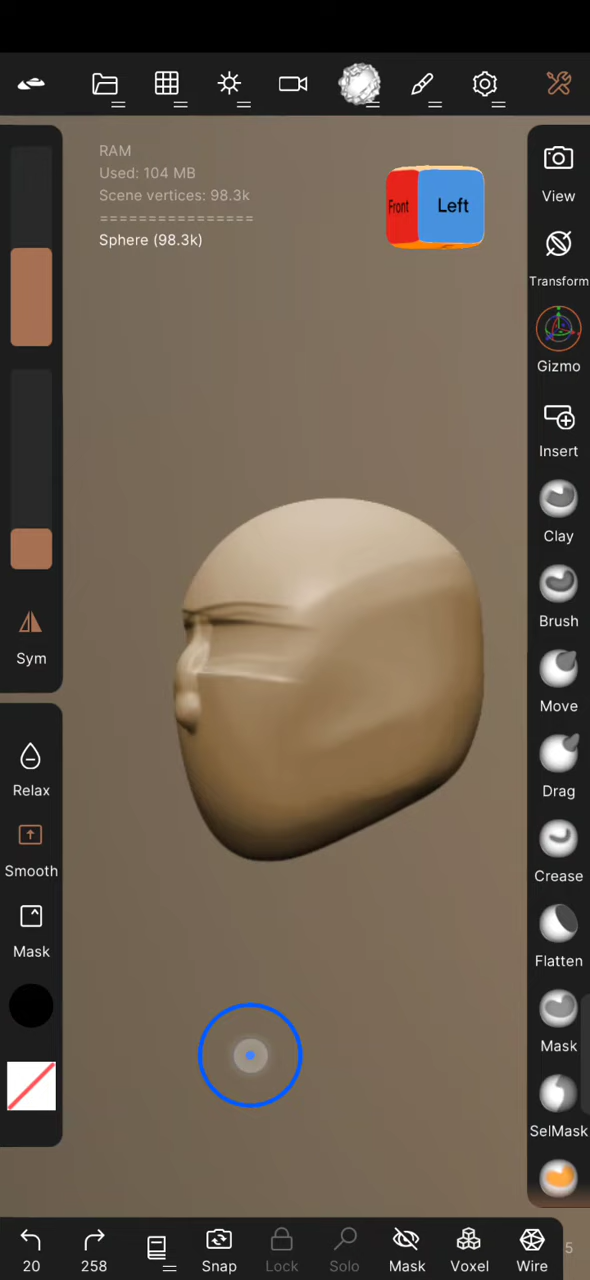 RAM
Used: 104 MB
Scene vertices: 98.3k
================
Sphere (98.3k)
Front
Left
View
Transform
Gizmo
Insert
Clay
Brush
Move
Drag
Crease
Flatten
Mask
SelMask
Sym
Relax
Smooth
Mask
20
258
Snap
Lock
Solo
Mask
Voxel
Wire
5